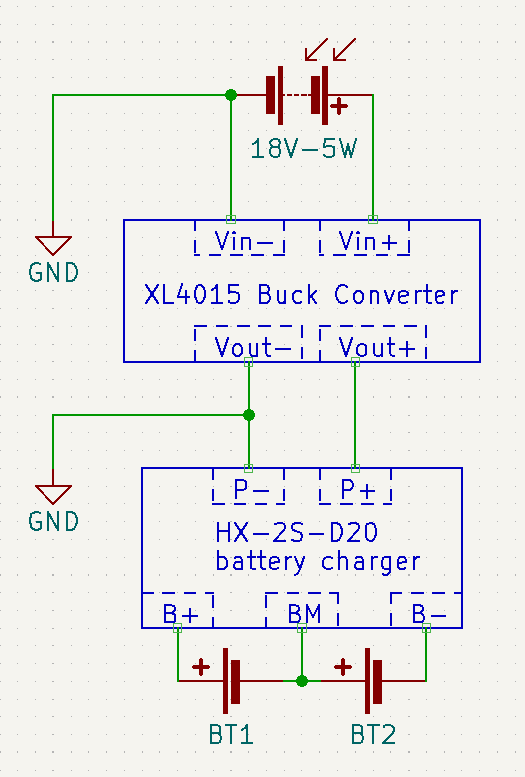 +
18V-5W
Vin-
Vin+
GND
XL4015 Buck Converter
Vout-
Vout+
P-
P+
GND
HX-2S-D20
battery charger
B+
BM
B-
+
+
BT1
BT2